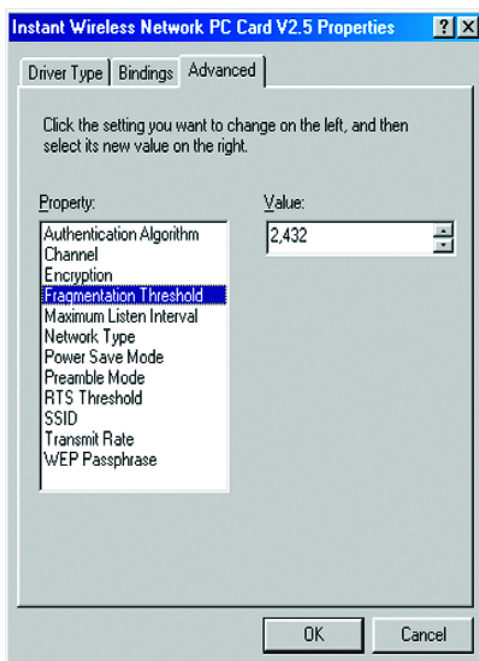 Instant Wireless Network PC Card V2.5 Properties ? X
Driver Type Bindings Advanced
Click the setting you want to change on the left, and then
select its new value on the right.
Property:
Authentication Algorithm
Channel
Encryption
Fragmentation Threshold
Maximum Listen Interval
Network Type
Power Save Mode
Preamble Mode
RTS Threshold
SSID
Transmit Rate
WEP Passphrase
Value:
2,432
OK Cancel